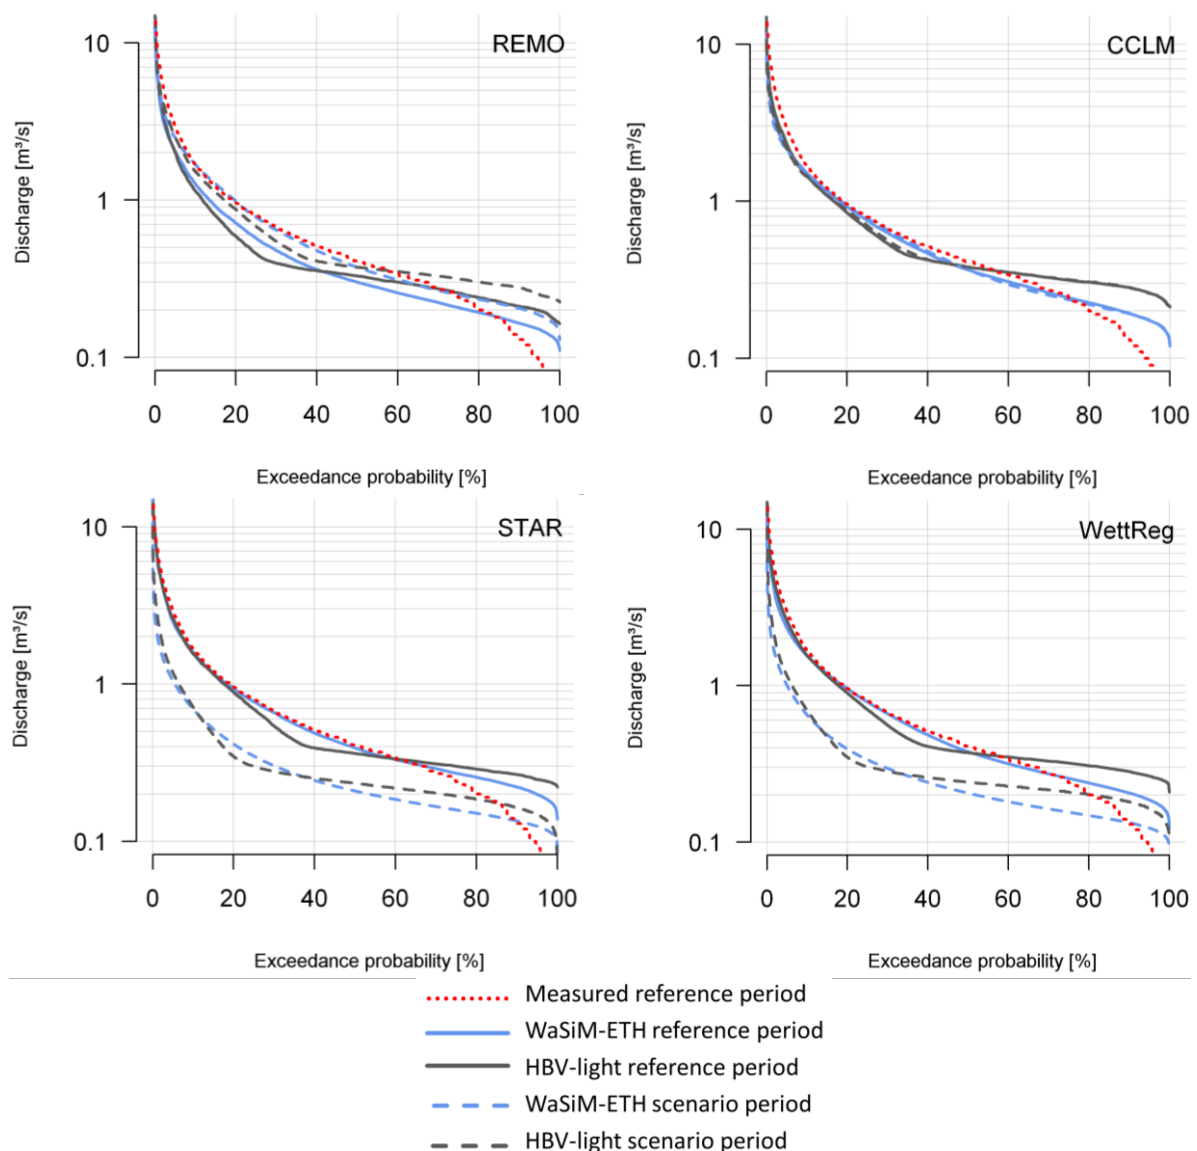 REMO
10
1
0.1
Discharge [m³/s]
0 20 40 60 80 100
Exceedance probability [%]
CCLM
10
1
0.1
Discharge [m³/s]
0 20 40 60 80 100
Exceedance probability [%]
STAR
10
1
0.1
Discharge [m³/s]
0 20 40 60 80 100
Exceedance probability [%]
WettReg
10
1
0.1
Discharge [m³/s]
0 20 40 60 80 100
Exceedance probability [%]
Measured reference period
WaSiM-ETH reference period
HBV-light reference period
WaSiM-ETH scenario period
HBV-light scenario period